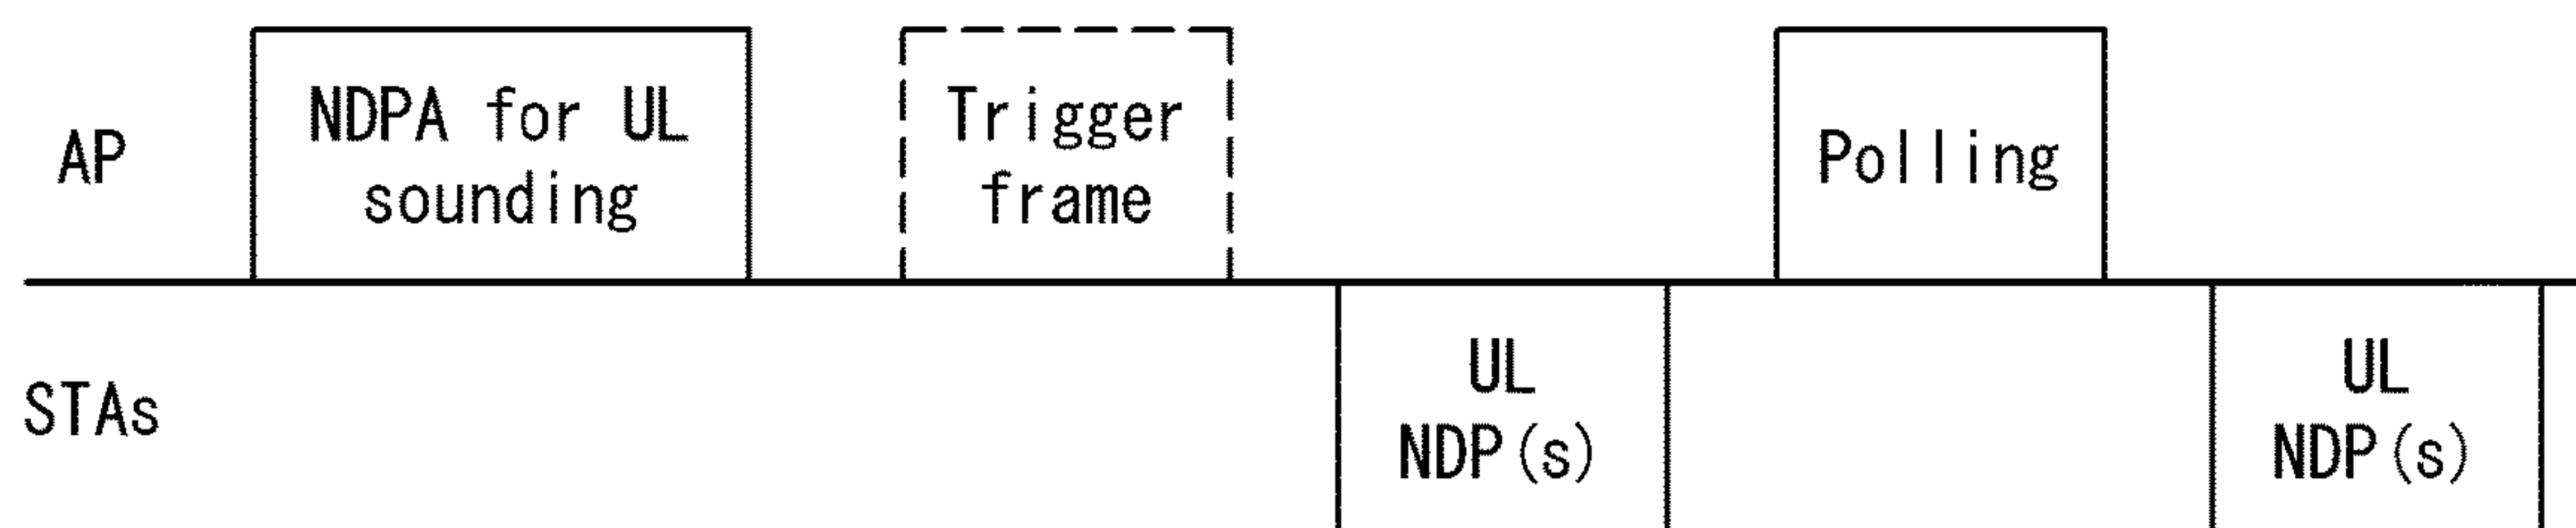 AP
NDPA for UL
sounding
Trigger
frame
Polling
STAs
UL
NDP(s)
UL
NDP(s)